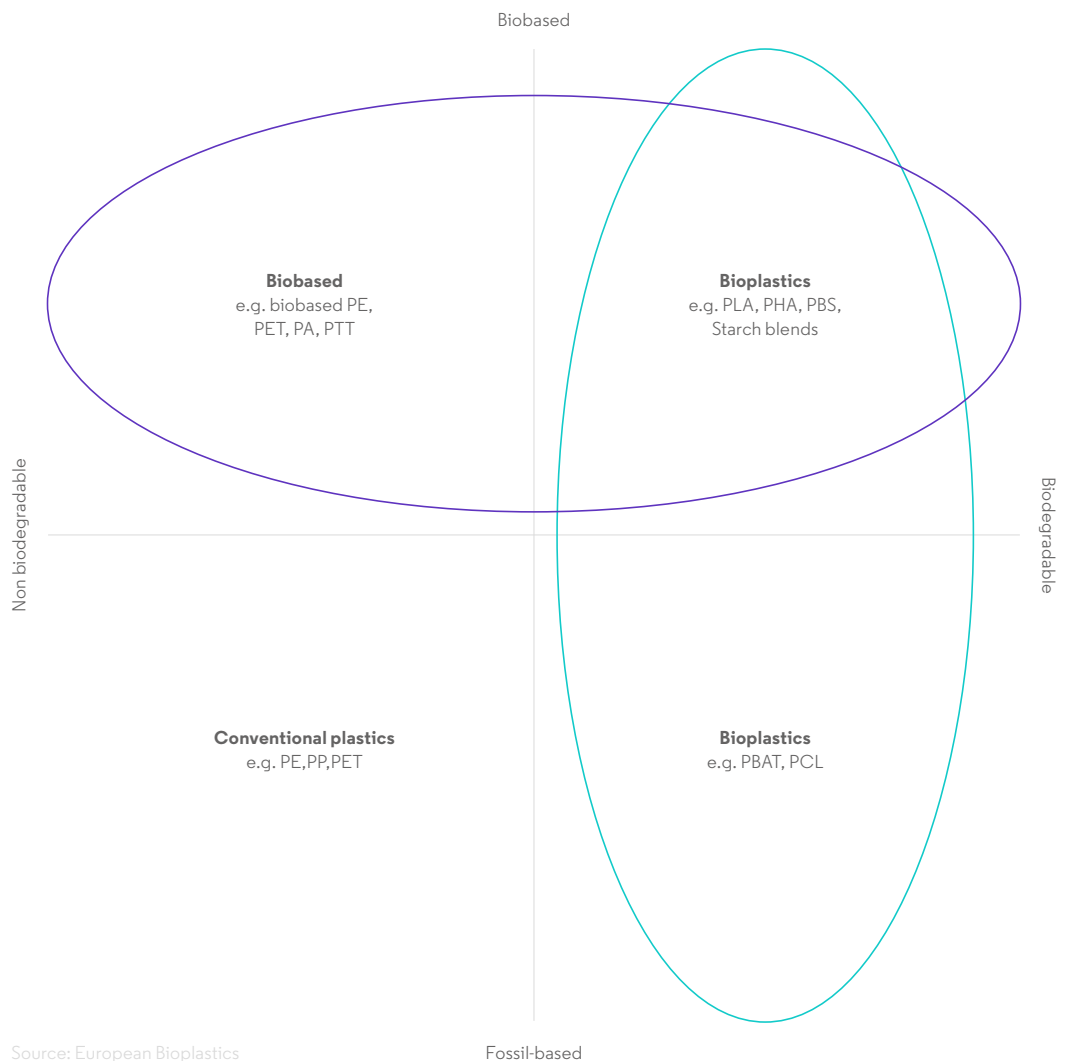 Biobased
Biobased
e.g. biobased PE,
PET, PA, PTT
Bioplastics
e.g. PLA, PHA, PBS,
Starch blends
Non biodegradable
Biodegradable
Conventional plastics
e.g. PE,PP,PET
Bioplastics
e.g. PBAT, PCL
Source: European Bioplastics
Fossil-based